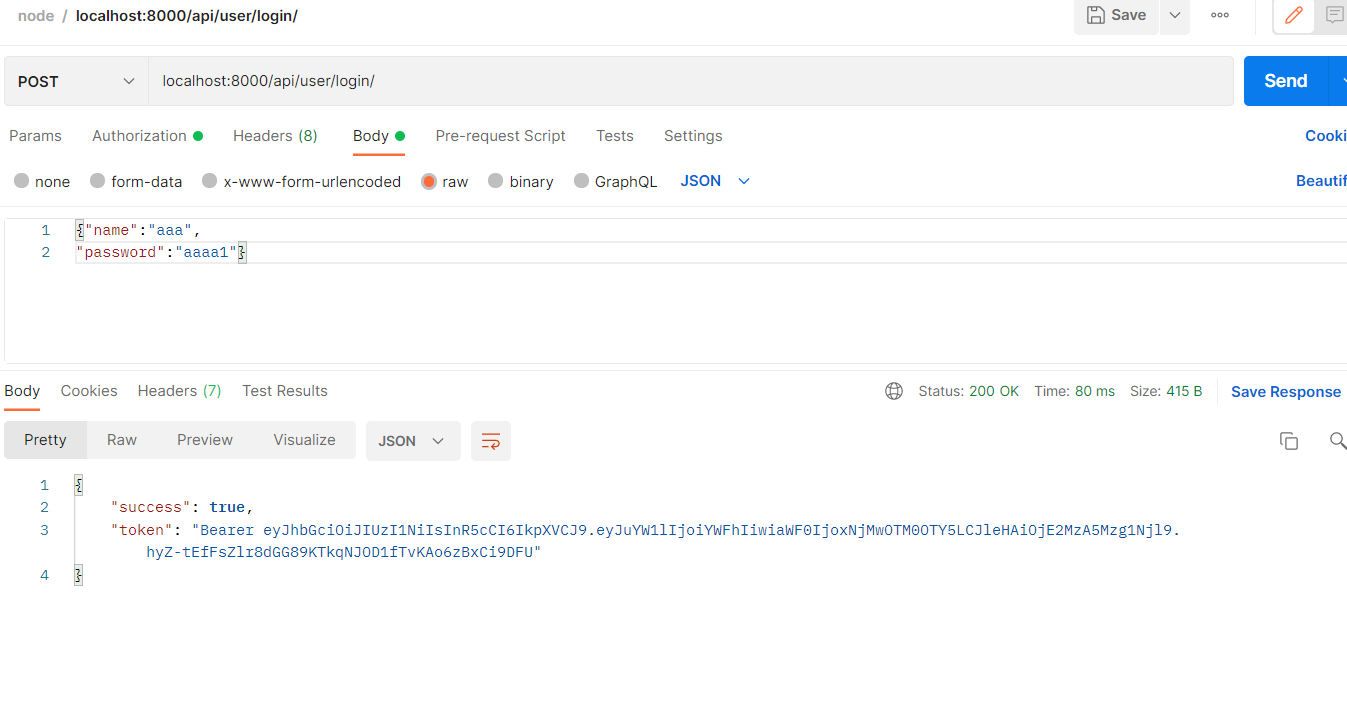 node / localhost:8000/api/user/login/
Save
POST localhost:8000/api/user/login/ Send
Params Authorization Headers (8) Body Pre-request Script Tests Settings Cooki
none form-data x-www-form-urlencoded raw binary GraphQL JSON Beautif
1 {"name":"aaa",
2 "password":"aaaa1"}
Body Cookies Headers (7) Test Results Status: 200 OK Time: 80 ms Size: 415 B Save Response
Pretty Raw Preview Visualize JSON
1 {
2 "success": true,
3 "token": "Bearer eyJhbGciOiJIUzI1NiIsInR5cCI6IkpXVCJ9.eyJuYW1lIjoiYWFhIiwiaWF0IjoxNjMwOTM0OTY5LCJleHAiOjE2MzA5Mzg1Njl9.
hyZ-tEfFsZlr8dGG89KTkqNJOD1fTvKAo6zBxCi9DFU"
4 }